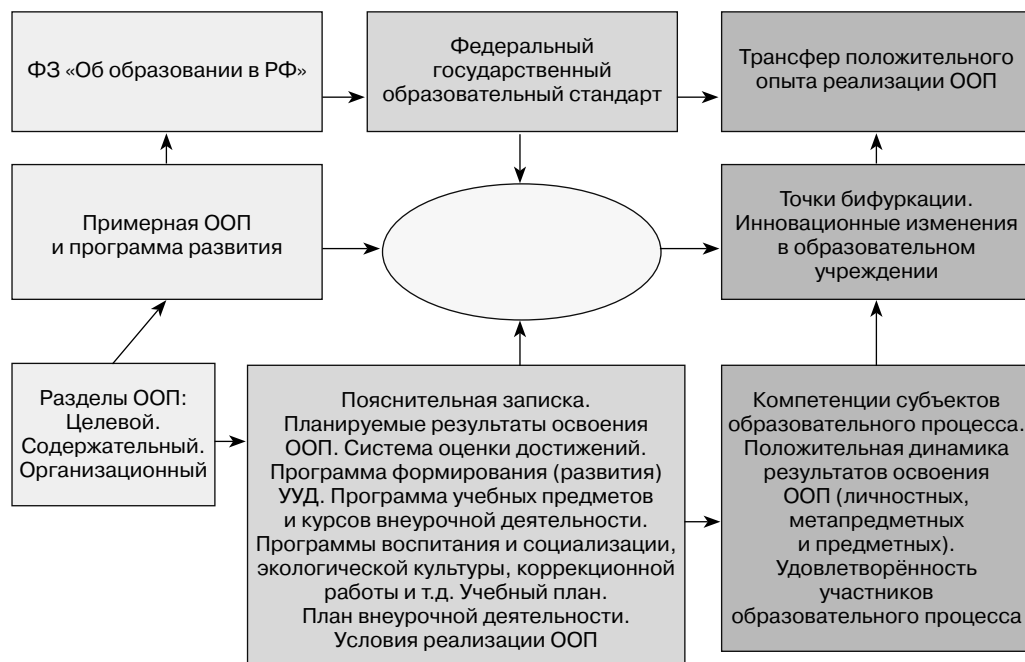 ФЗ «Об образовании в РФ»
Федеральный
государственный
образовательный стандарт
Трансфер положительного
опыта реализации ООП
Примерная ООП
и программа развития
Точки бифуркации.
Инновационные изменения
в образовательном
учреждении
Разделы ООП:
Целевой.
Содержательный.
Организационный
Пояснительная записка.
Планируемые результаты освоения
ООП. Система оценки достижений.
Программа формирования (развития)
УУД. Программа учебных предметов
и курсов внеурочной деятельности.
Программы воспитания и социализации,
экологической культуры, коррекционной
работы и т.д. Учебный план.
План внеурочной деятельности.
Условия реализации ООП
Компетенции субъектов
образовательного процесса.
Положительная динамика
результатов освоения
ООП (личностных,
метапредметных
и предметных).
Удовлетворённость
участников
образовательного процесса